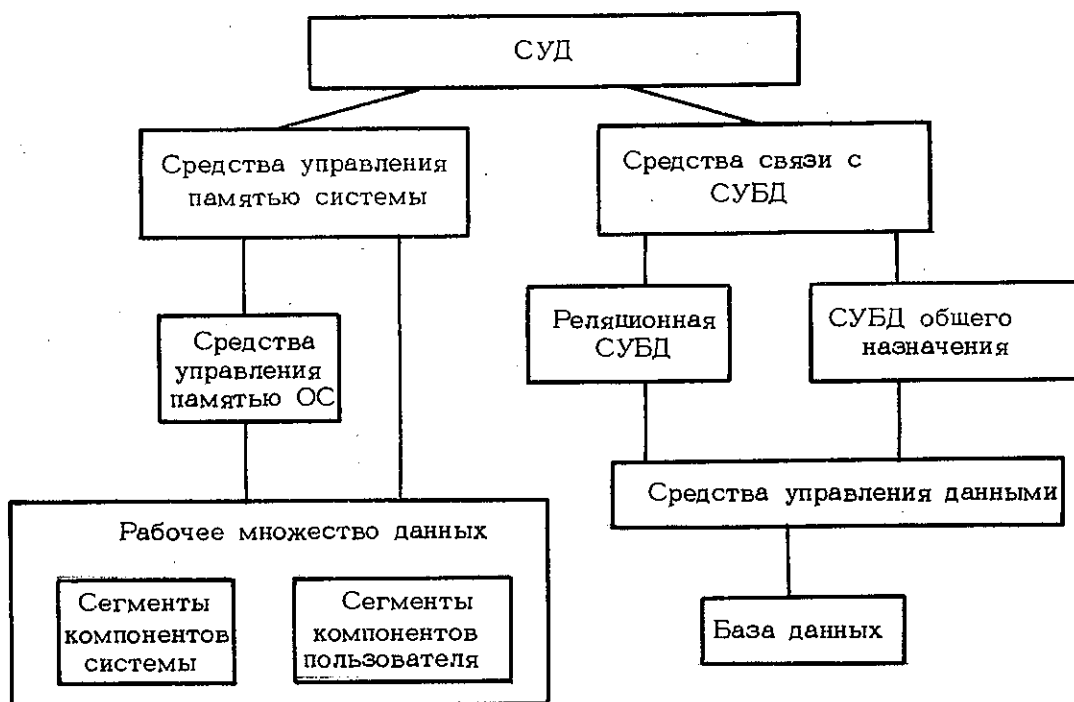 СУД
Средства управления
памятью системы
Средства связи с
СУБД
Средства
управления
памятью ОС
Реляционная
СУБД
СУБД общего
назначения
Средства управления данными
Рабочее множество данных
Сегменты
компонентов
системы
Сегменты
компонентов
пользователя
База данных